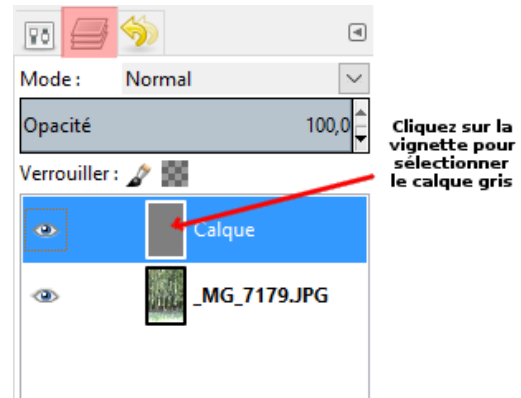 Mode : Normal
Opacité 100,0
Verrouiller :
Cliquez sur la
vignette pour
sélectionner
le calque gris
Calque
_MG_7179.JPG